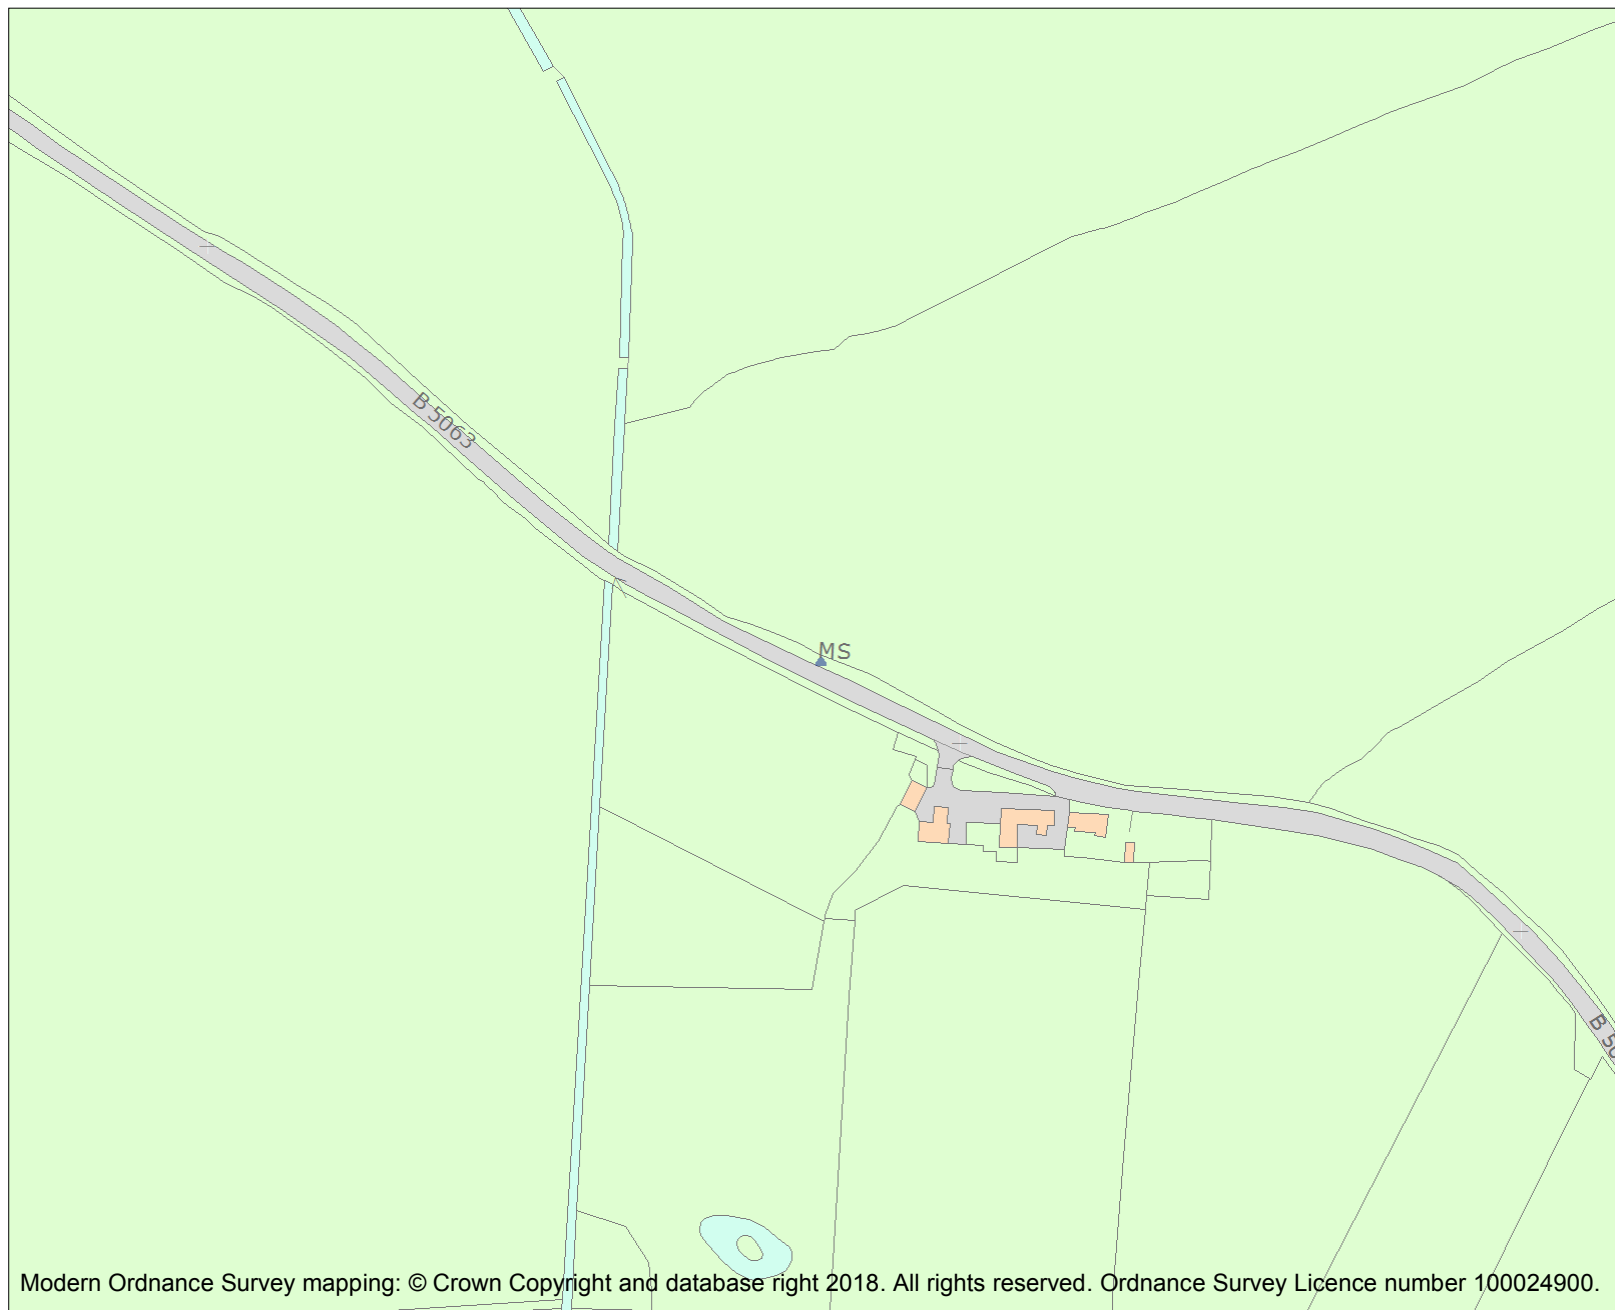 B 5063
MS
B 50
Modern Ordnance Survey mapping: © Crown Copyright and database right 2018. All rights reserved. Ordnance Survey Licence number 100024900.